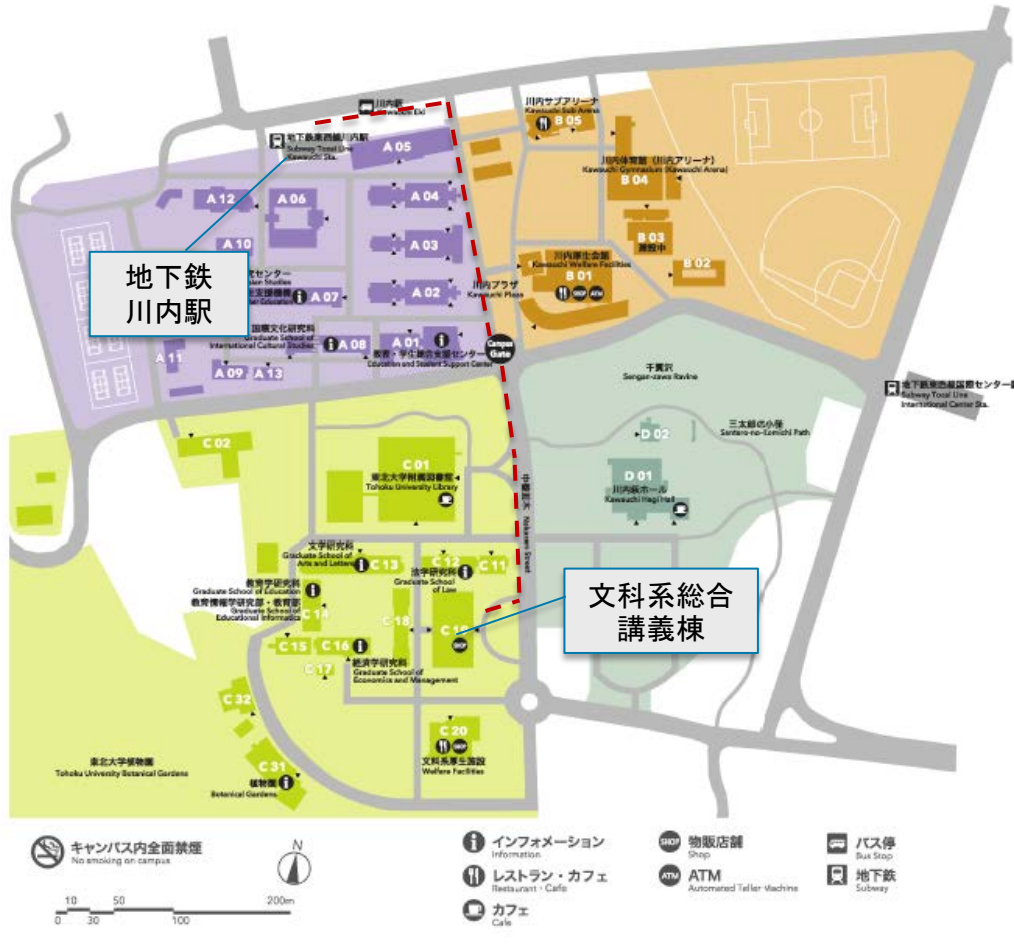 川内駅
Kawauchi Eki
地下鉄東西線川内駅
Subway Tozai Line
Kawauchi Sta.
A 05
川内サブアリーナ
Kawauchi Sub Arena
B 05
川内体育館（川内アリーナ）
Kawauchi Gymnasium (Kawauchi Arena)
B 04
A 12
A 06
A 04
A 10
A 03
B 03
建設中
B 02
地下鉄
川内駅
川内厚生会館
Kawauchi Welfare Facilities
B 01
SHOP
ATM
川内プラザ
Kawauchi Plaza
A 07
A 02
国際文化研究科
Graduate School of
International Cultural Studies
A 08
A 01
教育・学生総合支援センター
Education and Student Support Center
Campus
Gate
A 11
A 09
A 13
千貫沢
Sengan-zawa Ravine
地下鉄東西線国際センター
Subway Tozai Line
International Center Sta.
三太郎の小径
Santaro-no-Komichi Path
C 02
D 02
C 01
東北大学附属図書館
Tohoku University Library
D 01
川内萩ホール
Kawauchi Hagi Hall
中善並木 Nakazen Street
文学研究科
Graduate School of
Arts and Letters
C 13
C 12
法学研究科
Graduate School
of Law
C 11
教育学研究科
Graduate School of Education
教育情報学研究部・教育部
Graduate School of
Educational Informatics
C 14
C 18
SHOP
文科系総合
講義棟
C 15
C 16
C 17
経済学研究科
Graduate School of
Economics and Management
C 32
C 20
SHOP
文科系厚生施設
Welfare Facilities
東北大学植物園
Tohoku University Botanical Gardens
C 31
植物園
Botanical Gardens
キャンパス内全面禁煙
No smoking on campus
N
10 50 200m
0 30 100
インフォメーション
Information
レストラン・カフェ
Restaurant・Cafe
カフェ
Cafe
SHOP
物販店舗
Shop
ATM
ATM
Automated Teller Machine
バス停
Bus Stop
地下鉄
Subway